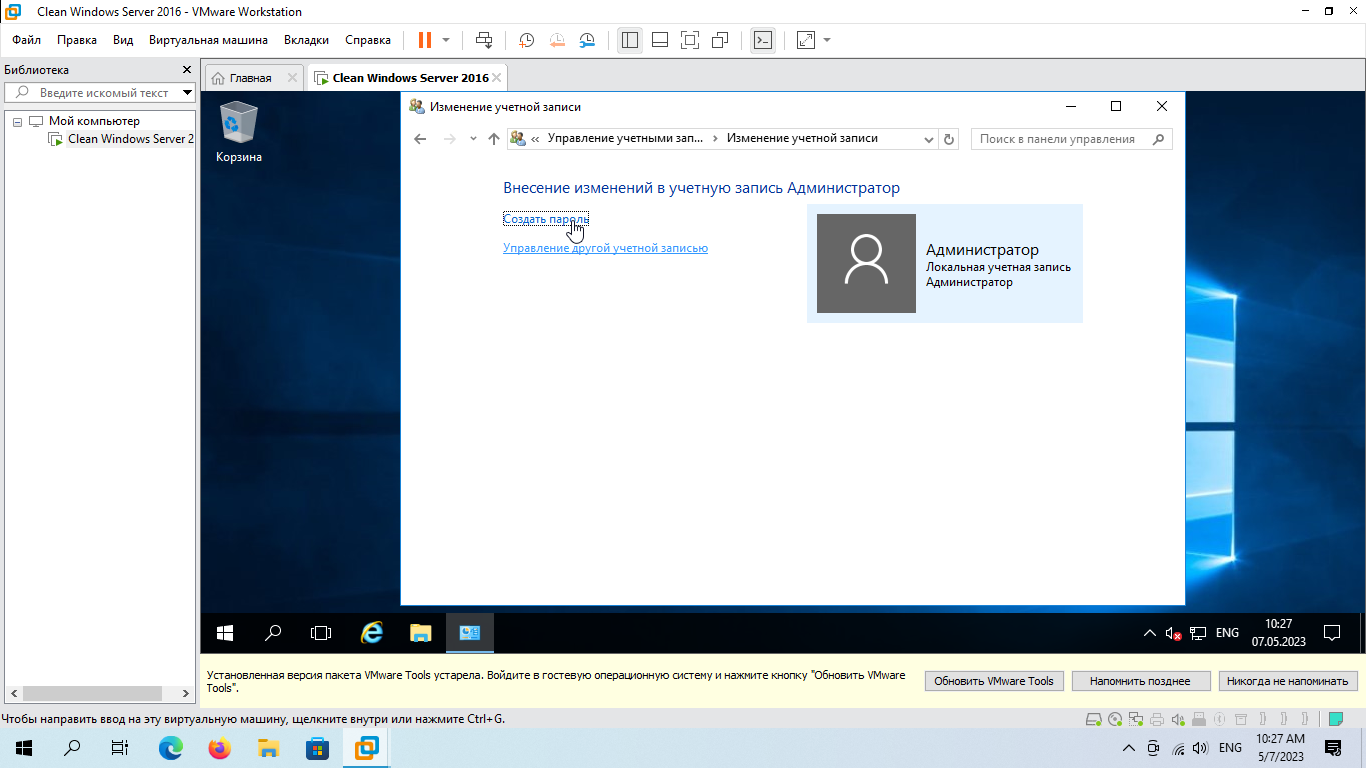 Clean Windows Server 2016 - VMware Workstation
Файл Правка Вид Виртуальная машина Вкладки Справка
Библиотека
Введите искомый текст
Мой компьютер
Clean Windows Server 2
Главная
Clean Windows Server 2016
Корзина
Изменение учетной записи
« Управление учетными зап... › Изменение учетной записи
Поиск в панели управления
Внесение изменений в учетную запись Администратор
Создать пароль
Управление другой учетной записью
Администратор
Локальная учетная запись
Администратор
ENG
10:27
07.05.2023
Установленная версия пакета VMware Tools устарела. Войдите в гостевую операционную систему и нажмите кнопку "Обновить VMware
Tools".
Обновить VMware Tools
Напомнить позднее
Никогда не напоминать
Чтобы направить ввод на эту виртуальную машину, щелкните внутри или нажмите Ctrl+G.
ENG
10:27 AM
5/7/2023